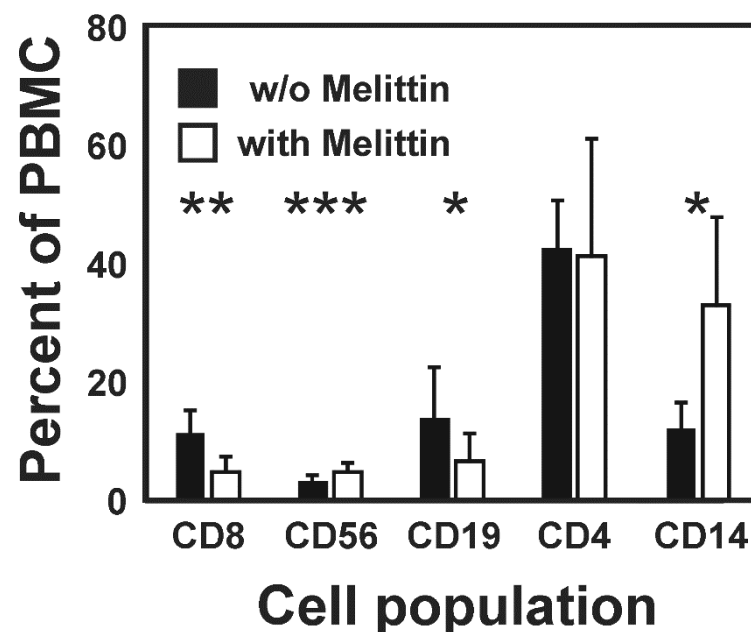 Percent of PBMC
80
60
40
20
0
w/o Melittin
with Melittin
** *** * *
CD8 CD56 CD19 CD4 CD14
Cell population